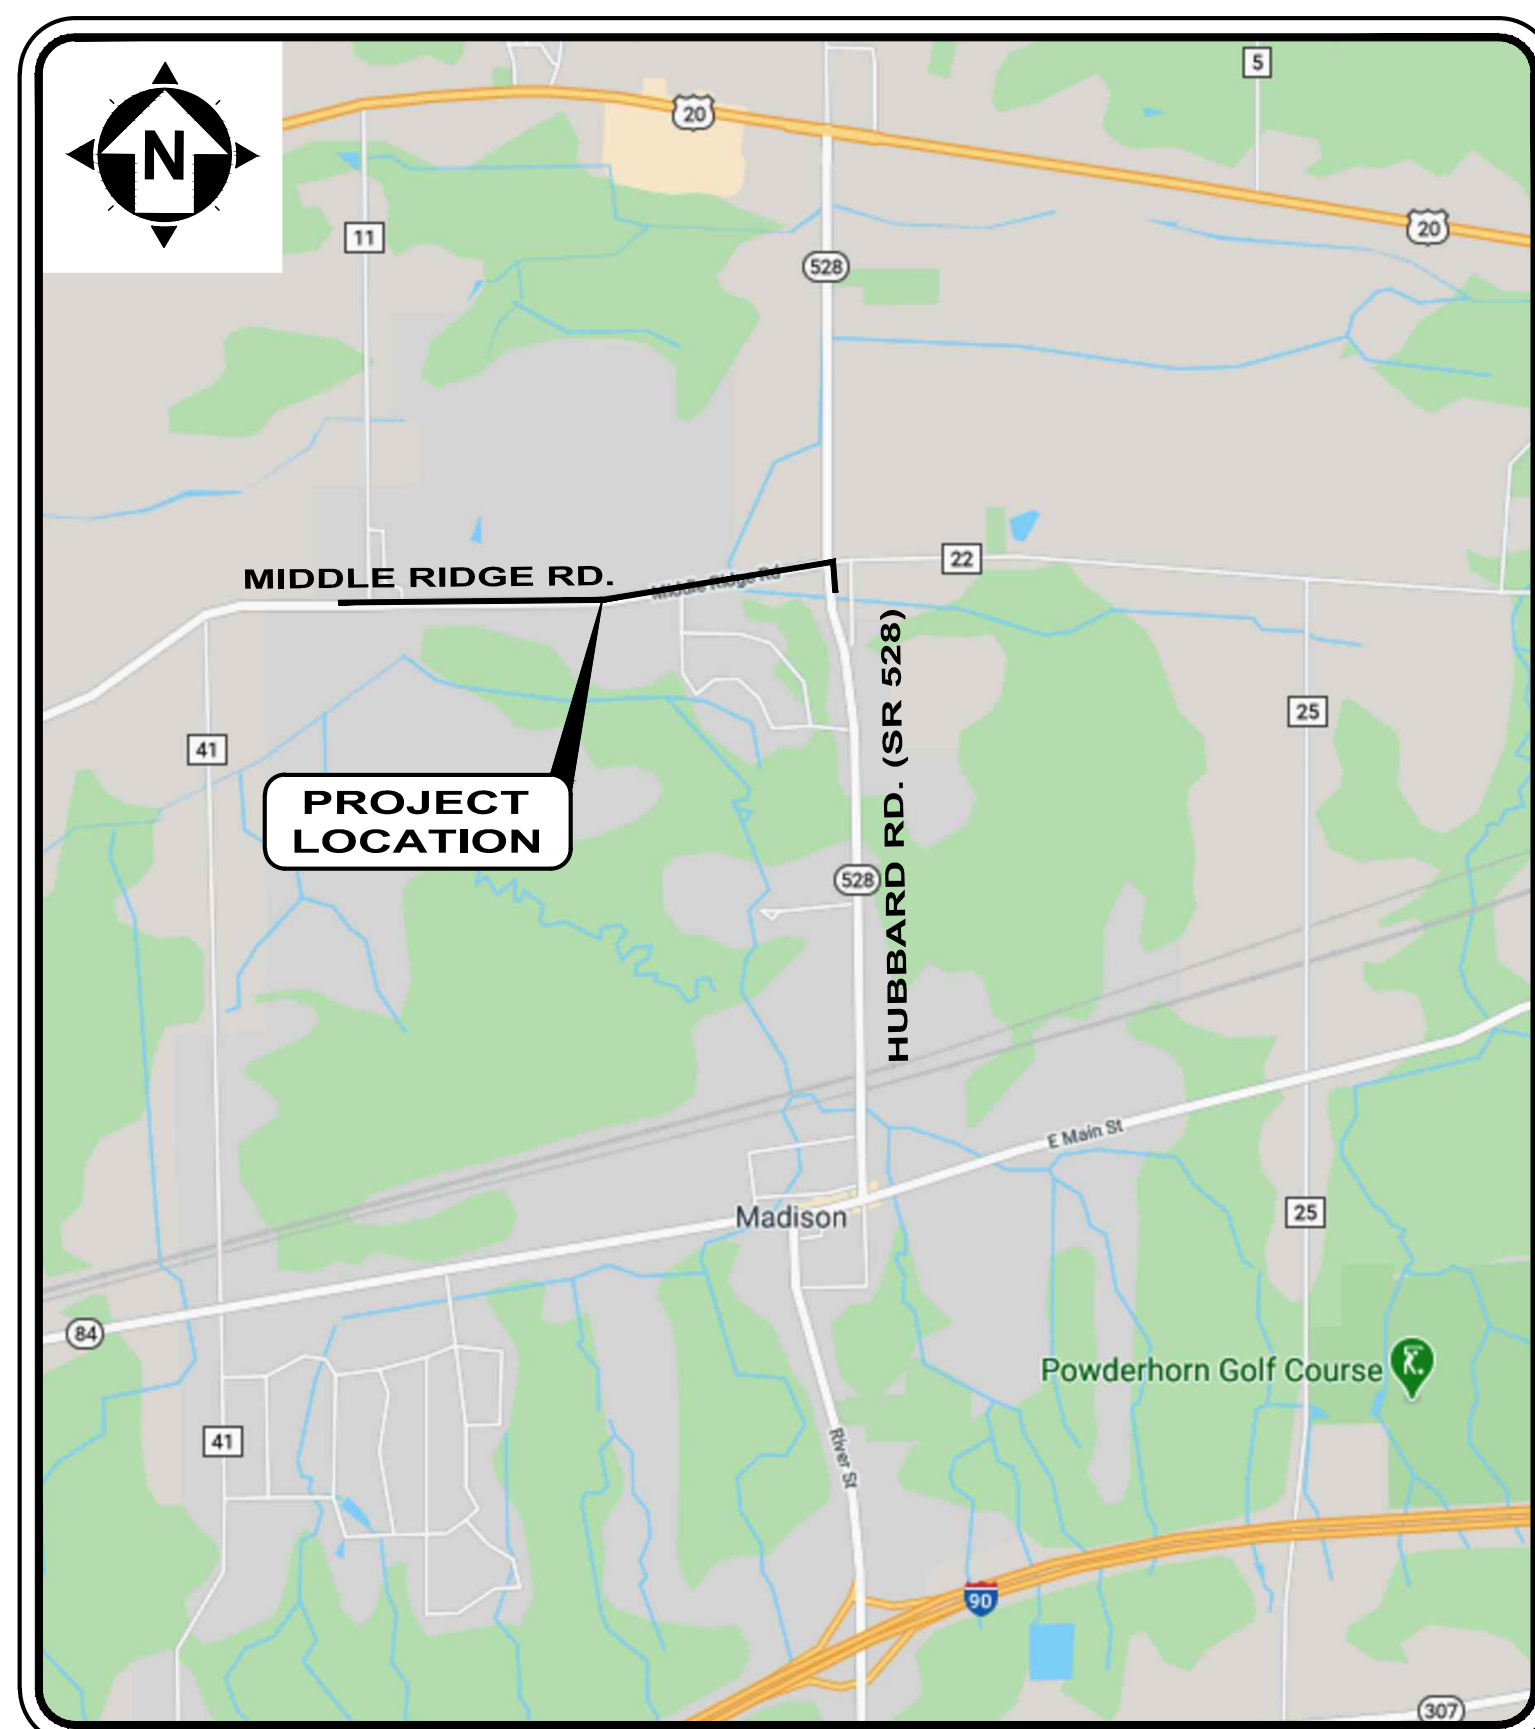 5
N
20
20
11
528
22
MIDDLE RIDGE RD.
Middle Ridge Rd
HUBBARD RD. (SR 528)
25
41
PROJECT
LOCATION
528
E Main St
Madison
25
84
Powderhorn Golf Course
41
River St
90
307